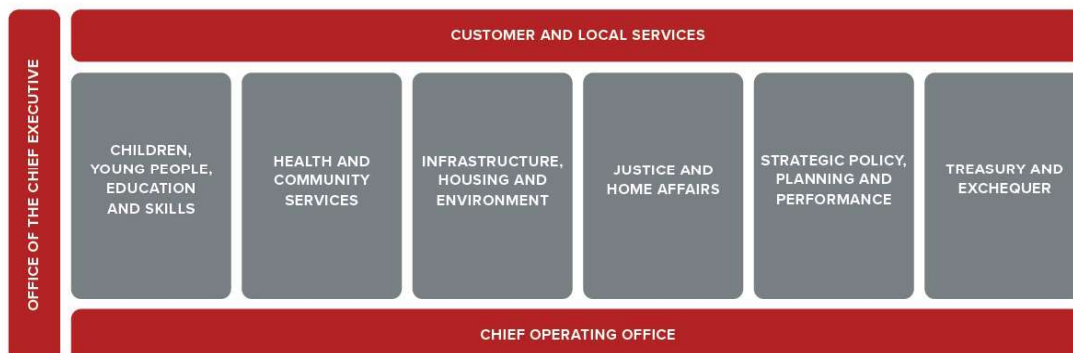 OFFICE OF THE CHIEF EXECUTIVE
CUSTOMER AND LOCAL SERVICES
CHILDREN,
YOUNG PEOPLE,
EDUCATION
AND SKILLS
HEALTH AND
COMMUNITY
SERVICES
INFRASTRUCTURE,
HOUSING AND
ENVIRONMENT
JUSTICE AND
HOME AFFAIRS
STRATEGIC POLICY,
PLANNING AND
PERFORMANCE
TREASURY AND
EXCHEQUER
CHIEF OPERATING OFFICE